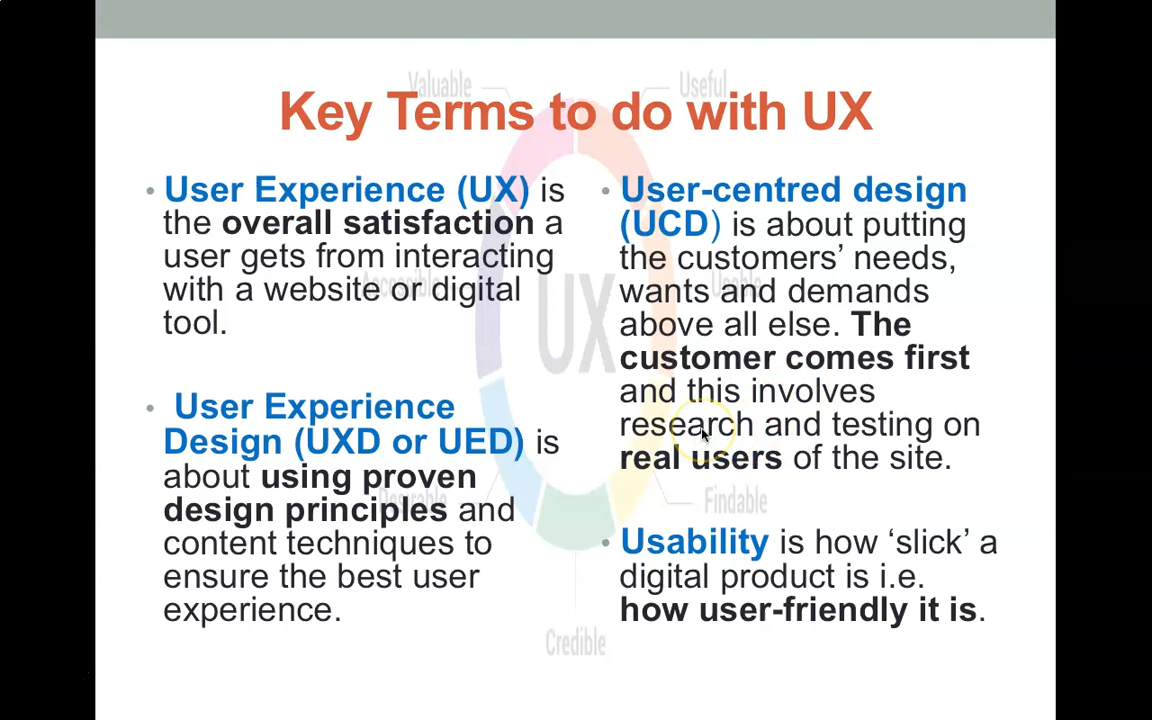 Key Terms to do with UX
• User Experience (UX) is
the overall satisfaction a
user gets from interacting
with a website or digital
tool.
• User Experience
Design (UXD or UED) is
about using proven
design principles and
content techniques to
ensure the best user
experience.
• User-centred design
(UCD) is about putting
the customers’ needs,
wants and demands
above all else. The
customer comes first
and this involves
research and testing on
real users of the site.
• Usability is how ‘slick’ a
digital product is i.e.
how user-friendly it is.
Valuable
Useful
Accessible
UX
Usable
Desirable
Findable
Credible